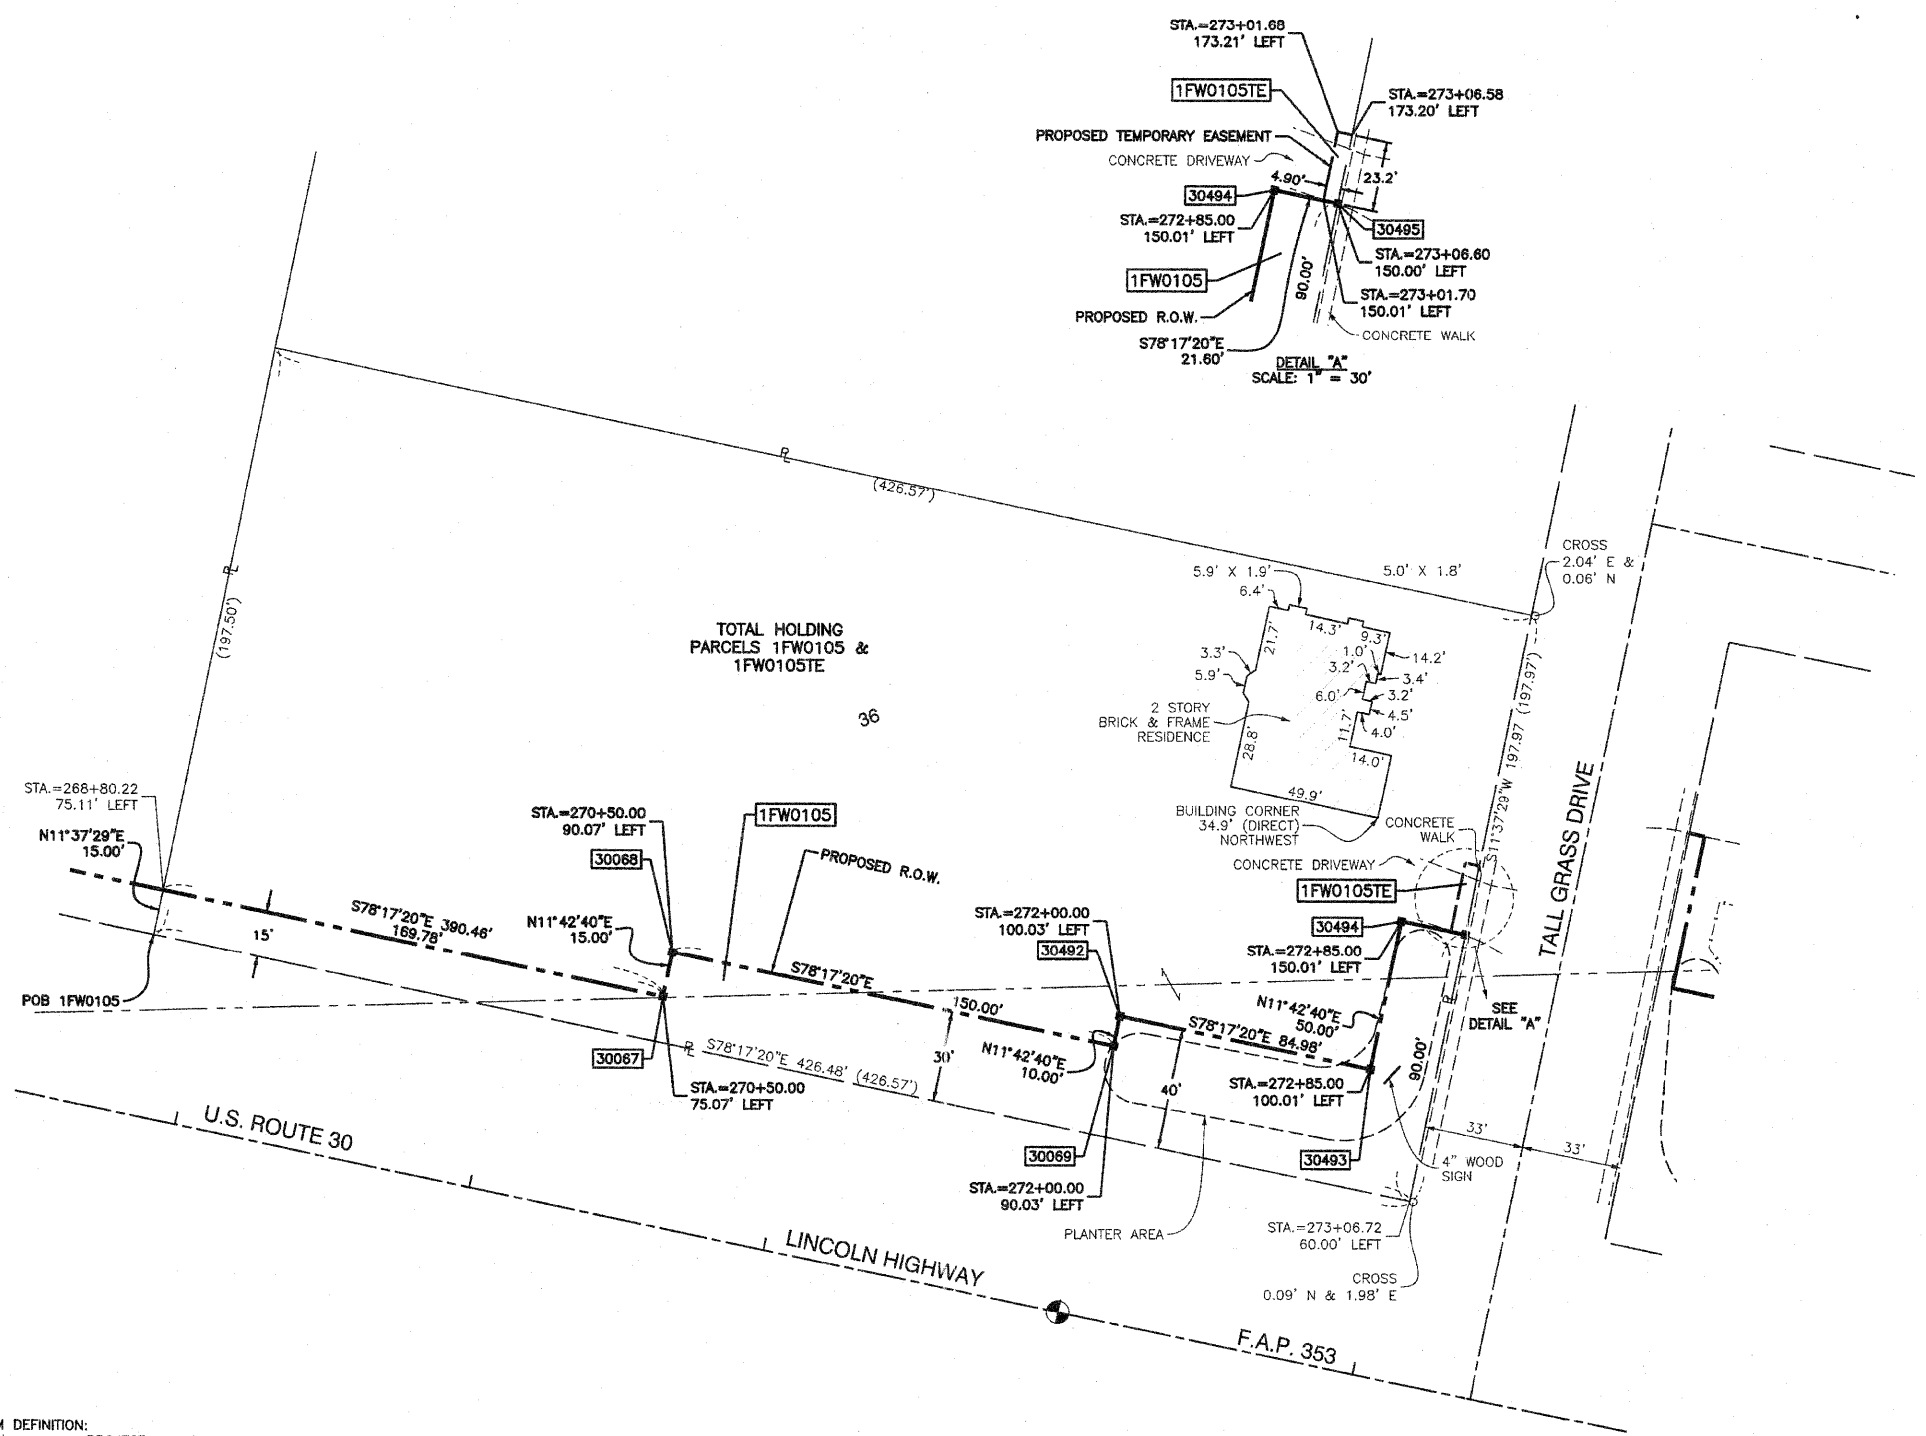 STA.=273+01.68
173.21' LEFT
1FW0105TE
STA.=273+06.58
173.20' LEFT
PROPOSED TEMPORARY EASEMENT
CONCRETE DRIVEWAY
4.90'
23.2'
30494
STA.=272+85.00
150.01' LEFT
30495
STA.=273+06.60
150.00' LEFT
1FW0105
90.00'
STA.=273+01.70
150.01' LEFT
PROPOSED R.O.W.
CONCRETE WALK
S78°17'20"E
21.60'
DETAIL "A"
SCALE: 1" = 30'
PL
(426.57')
CROSS
2.04' E &
0.06' N
5.9' X 1.9'
5.0' X 1.8'
6.4'
14.3'
9.3'
21.7'
1.0'
14.2'
3.3'
3.2'
3.4'
5.9'
6.0'
3.2'
4.5'
4.0'
11.7'
14.0'
28.8'
49.9'
2 STORY
BRICK & FRAME
RESIDENCE
PL
(197.50')
TOTAL HOLDING
PARCELS 1FW0105 &
1FW0105TE
36
S11°37'29"W 197.97 (197.97')
TALL GRASS DRIVE
BUILDING CORNER
34.9' (DIRECT)
NORTHWEST
CONCRETE
WALK
CONCRETE DRIVEWAY
1FW0105TE
STA.=268+80.22
75.11' LEFT
N11°37'29"E
15.00'
STA.=270+50.00
90.07' LEFT
1FW0105
30068
PROPOSED R.O.W.
S78°17'20"E 390.46'
169.78'
15'
N11°42'40"E
15.00'
STA.=272+00.00
100.03' LEFT
30492
30494
STA.=272+85.00
150.01' LEFT
S78°17'20"E
150.00'
POB 1FW0105
SEE
DETAIL "A"
N11°42'40"E
50.00'
S78°17'20"E 84.98'
PL
30067
PL
S78°17'20"E 426.48' (426.57')
30'
N11°42'40"E
10.00'
STA.=270+50.00
75.07' LEFT
40'
STA.=272+85.00
100.01' LEFT
90.00'
U.S. ROUTE 30
30069
30493
33'
33'
4" WOOD
SIGN
STA.=272+00.00
90.03' LEFT
PLANTER AREA
STA.=273+06.72
60.00' LEFT
LINCOLN HIGHWAY
CROSS
0.09' N & 1.98' E
F.A.P. 353
DEFINITION: